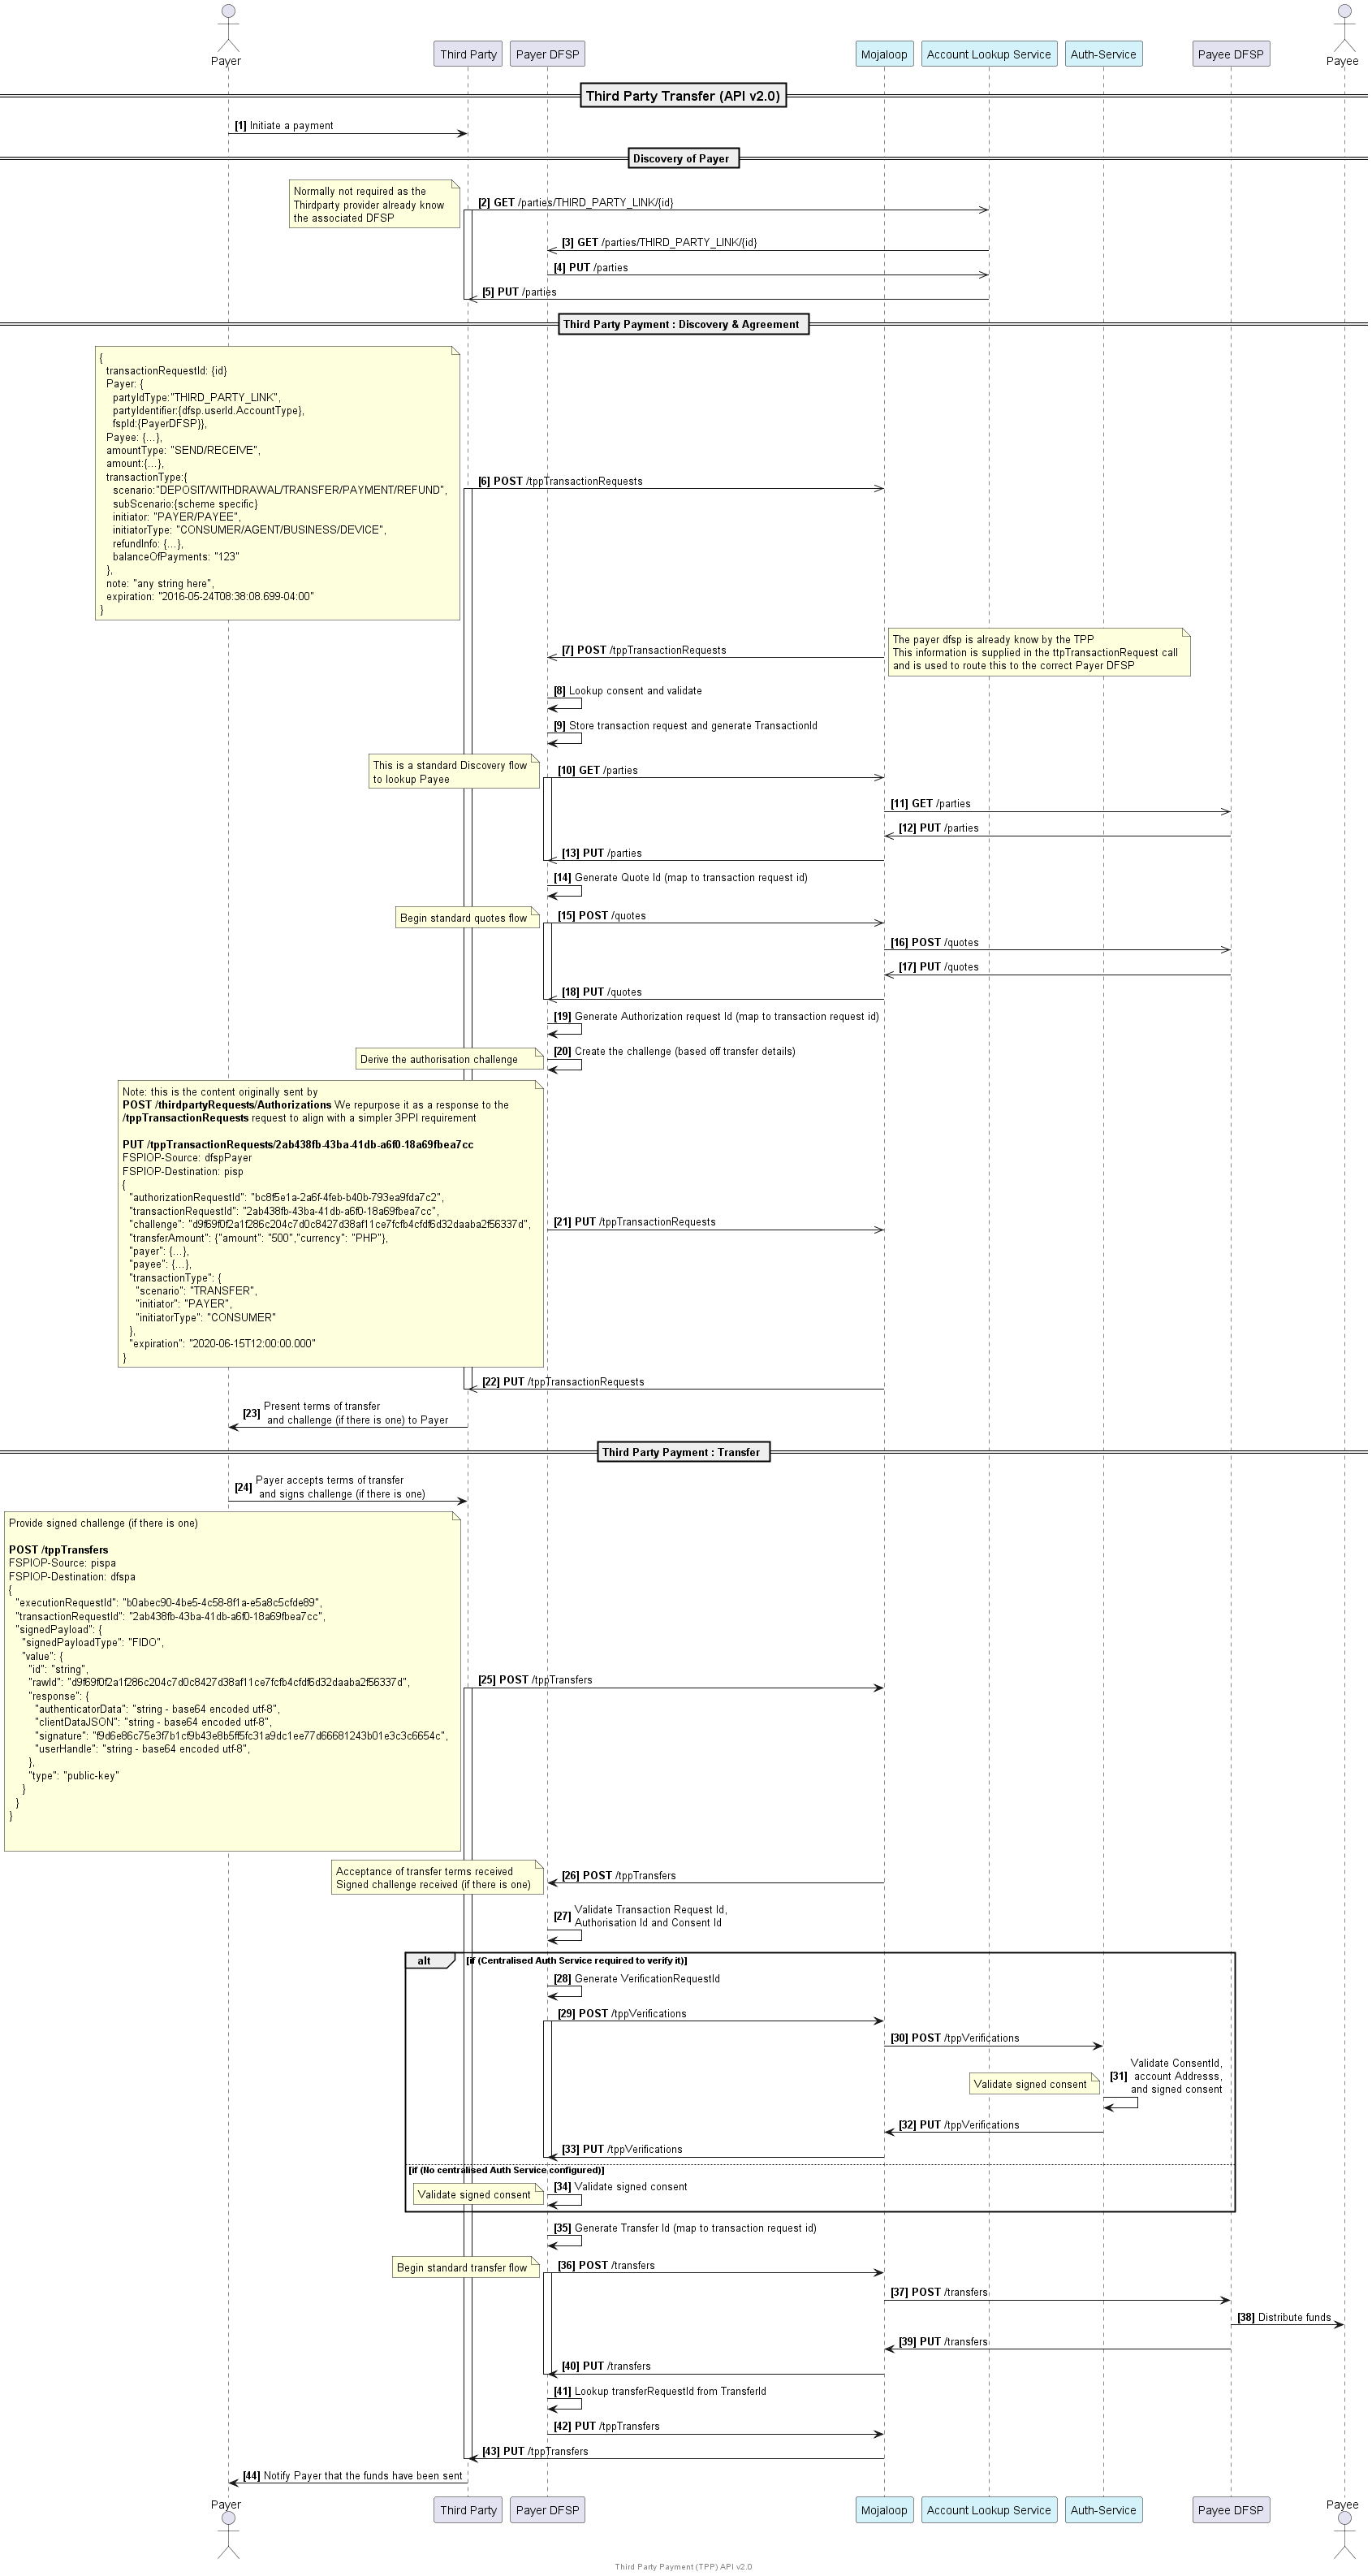 Payer
Third Party
Payer DFSP
Mojaloop
Account Lookup Service
Auth-Service
Payee DFSP
Payee
Third Party Transfer (API v2.0)
[1] Initiate a payment
Discovery of Payer
Normally not required as the
Thirdparty provider already know
the associated DFSP
[2] GET /parties/THIRD_PARTY_LINK/{id}
[3] GET /parties/THIRD_PARTY_LINK/{id}
[4] PUT /parties
[5] PUT /parties
Third Party Payment : Discovery & Agreement
{
transactionRequestId: {id}
Payer: {
partyIdType:"THIRD_PARTY_LINK",
partyIdentifier:{dfsp.userId.AccountType},
fspId:{PayerDFSP}},
Payee: {...},
amountType: "SEND/RECEIVE",
amount:{...},
transactionType:{
scenario:"DEPOSIT/WITHDRAWAL/TRANSFER/PAYMENT/REFUND",
subScenario:{scheme specific}
initiator: "PAYER/PAYEE",
initiatorType: "CONSUMER/AGENT/BUSINESS/DEVICE",
refundInfo: {...},
balanceOfPayments: "123"
},
note: "any string here",
expiration: "2016-05-24T08:38:08.699-04:00"
}
[6] POST /tppTransactionRequests
[7] POST /tppTransactionRequests
The payer dfsp is already know by the TPP
This information is supplied in the ttpTransactionRequest call
and is used to route this to the correct Payer DFSP
[8] Lookup consent and validate
[9] Store transaction request and generate TransactionId
This is a standard Discovery flow
to lookup Payee
[10] GET /parties
[11] GET /parties
[12] PUT /parties
[13] PUT /parties
[14] Generate Quote Id (map to transaction request id)
Begin standard quotes flow
[15] POST /quotes
[16] POST /quotes
[17] PUT /quotes
[18] PUT /quotes
[19] Generate Authorization request Id (map to transaction request id)
Derive the authorisation challenge
[20] Create the challenge (based off transfer details)
Note: this is the content originally sent by
POST /thirdpartyRequests/Authorizations We repurpose it as a response to the
/tppTransactionRequests request to align with a simpler 3PPI requirement
PUT /tppTransactionRequests/2ab438fb-43ba-41db-a6f0-18a69fbea7cc
FSPIOP-Source: dfspPayer
FSPIOP-Destination: pisp
{
"authorizationRequestId": "bc8f5e1a-2a6f-4feb-b40b-793ea9fda7c2",
"transactionRequestId": "2ab438fb-43ba-41db-a6f0-18a69fbea7cc",
"challenge": "d9f69f0f2a1f286c204c7d0c8427d38af11ce7fcfb4cfdf6d32daaba2f56337d",
"transferAmount": {"amount": "500","currency": "PHP"},
"payer": {...},
"payee": {...},
"transactionType": {
"scenario": "TRANSFER",
"initiator": "PAYER",
"initiatorType": "CONSUMER"
},
"expiration": "2020-06-15T12:00:00.000"
}
[21] PUT /tppTransactionRequests
[22] PUT /tppTransactionRequests
[23] Present terms of transfer
and challenge (if there is one) to Payer
Third Party Payment : Transfer
[24] Payer accepts terms of transfer
and signs challenge (if there is one)
Provide signed challenge (if there is one)
POST /tppTransfers
FSPIOP-Source: pispa
FSPIOP-Destination: dfspa
{
"executionRequestId": "b0abec90-4be5-4c58-8f1a-e5a8c5cfde89",
"transactionRequestId": "2ab438fb-43ba-41db-a6f0-18a69fbea7cc",
"signedPayload": {
"signedPayloadType": "FIDO",
"value": {
"id": "string",
"rawId": "d9f69f0f2a1f286c204c7d0c8427d38af11ce7fcfb4cfdf6d32daaba2f56337d",
"response": {
"authenticatorData": "string - base64 encoded utf-8",
"clientDataJSON": "string - base64 encoded utf-8",
"signature": "f9d6e86c75e3f7b1cf9b43e8b5ff5fc31a9dc1ee77d66681243b01e3c3c6654c",
"userHandle": "string - base64 encoded utf-8",
},
"type": "public-key"
}
}
}
[25] POST /tppTransfers
Acceptance of transfer terms received
Signed challenge received (if there is one)
[26] POST /tppTransfers
[27] Validate Transaction Request Id,
Authorisation Id and Consent Id
alt [if (Centralised Auth Service required to verify it)]
[28] Generate VerificationRequestId
[29] POST /tppVerifications
[30] POST /tppVerifications
Validate signed consent
[31] Validate ConsentId,
account Addresss,
and signed consent
[32] PUT /tppVerifications
[33] PUT /tppVerifications
[if (No centralised Auth Service configured)]
Validate signed consent
[34] Validate signed consent
[35] Generate Transfer Id (map to transaction request id)
Begin standard transfer flow
[36] POST /transfers
[37] POST /transfers
[38] Distribute funds
[39] PUT /transfers
[40] PUT /transfers
[41] Lookup transferRequestId from TransferId
[42] PUT /tppTransfers
[43] PUT /tppTransfers
[44] Notify Payer that the funds have been sent
Payer
Third Party
Payer DFSP
Mojaloop
Account Lookup Service
Auth-Service
Payee DFSP
Payee
Third Party Payment (TPP) API v2.0